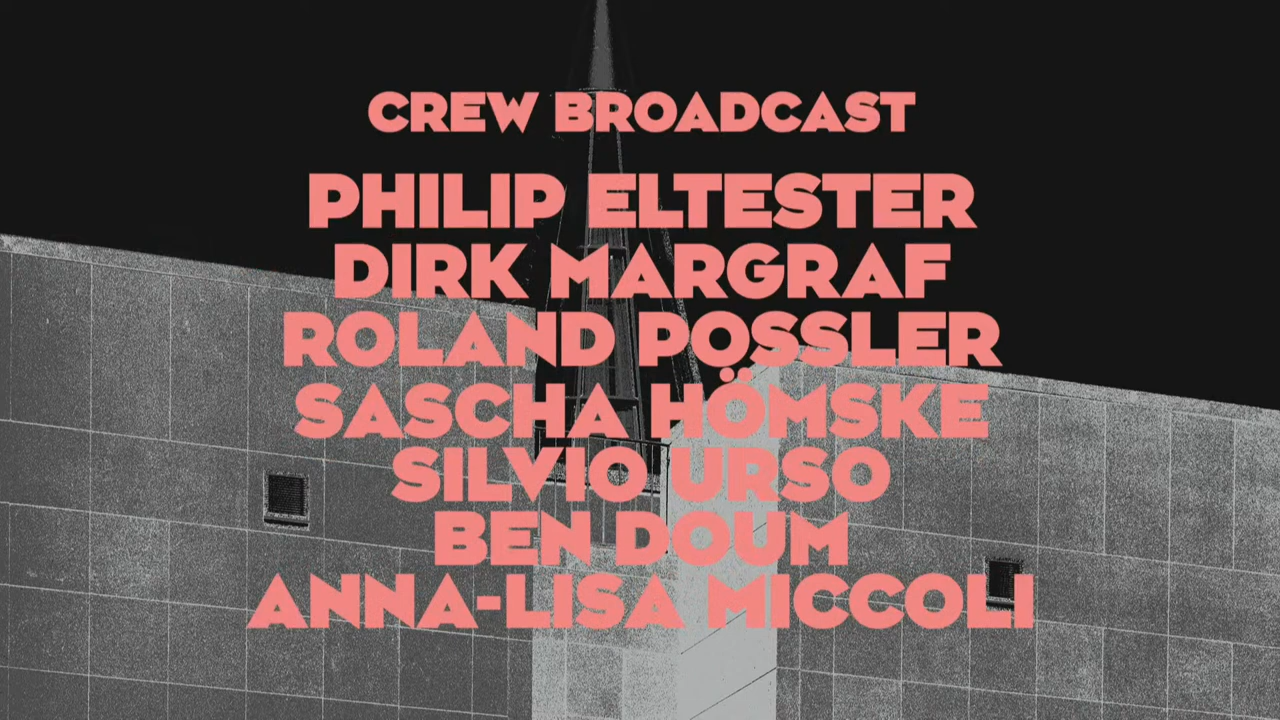 CREW BROADCAST
PHILIP ELTESTER
DIRK MARGRAF
ROLAND POSSLER
SASCHA HÖMSKE
SILVIO URSO
BEN DOUM
ANNA-LISA MICCOLI